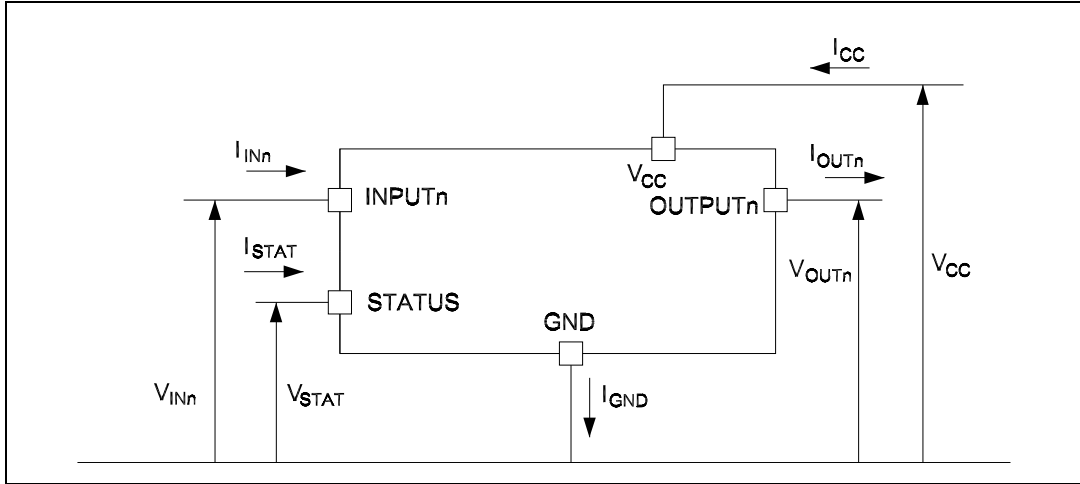 ICC
IINn
VCC
IOUTn
INPUTn
OUTPUTn
ISTAT
VOUTn
VCC
STATUS
GND
VINn
VSTAT
IGND